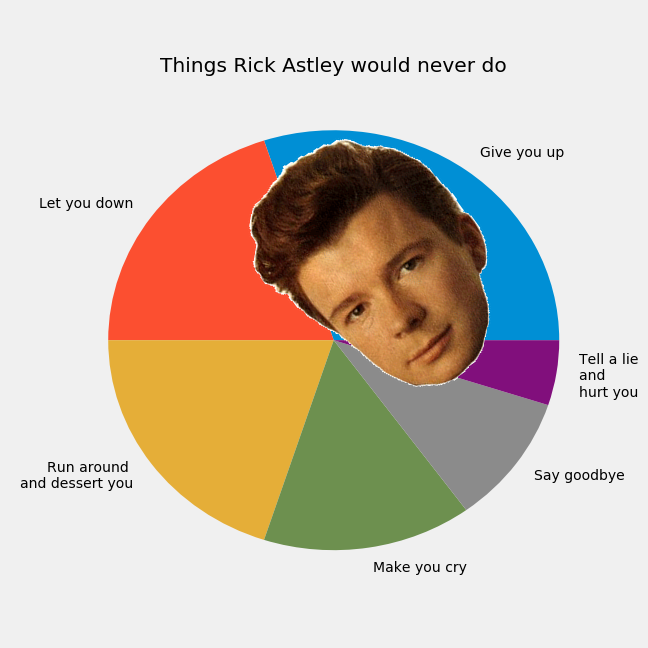 Things Rick Astley would never do
Give you up
Let you down
Run around
and dessert you
Make you cry
Say goodbye
Tell a lie
and
hurt you